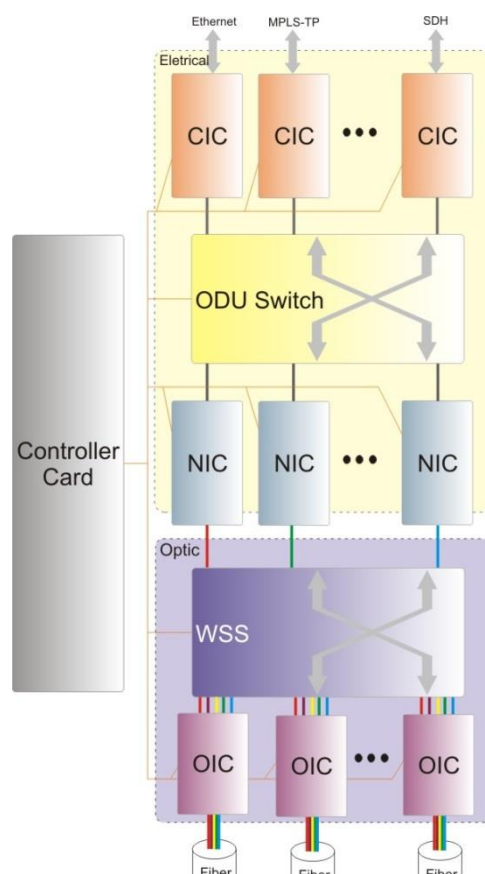 Ethernet MPLS-TP SDH
Eletrical
CIC CIC CIC
ODU Switch
NIC NIC NIC
Controller
Card
Optic
WSS
OIC OIC OIC
Fiber Fiber Fiber